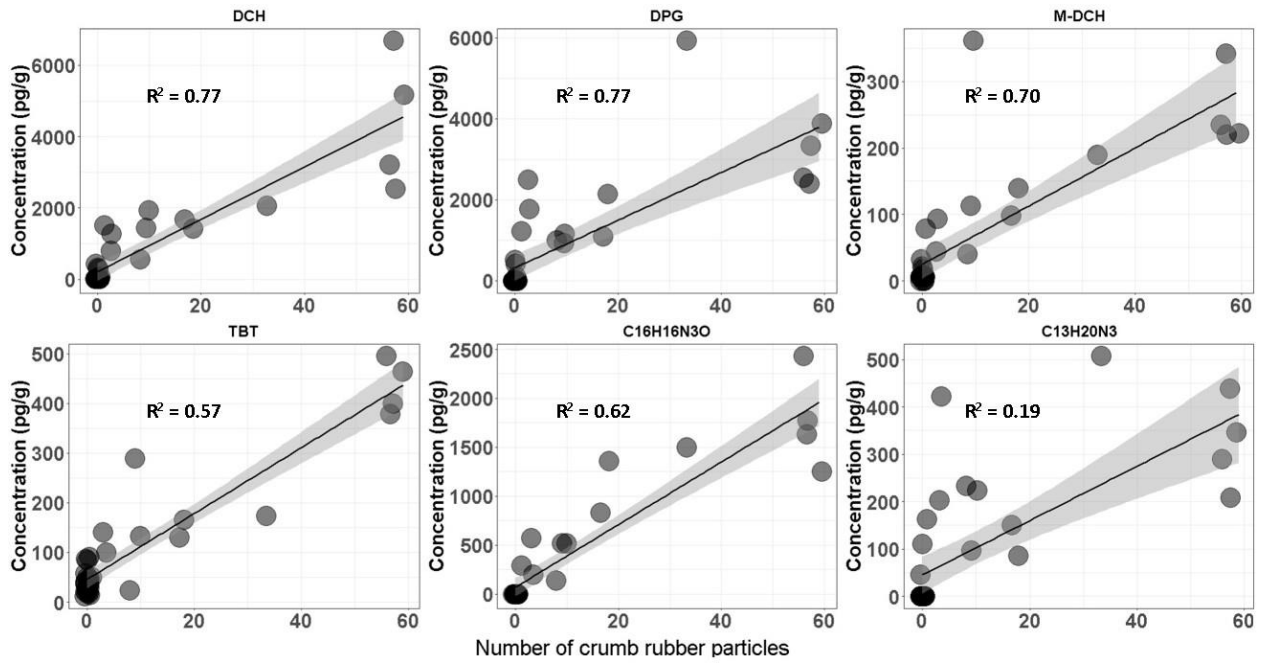 DCH
DPG
M-DCH
Concentration (pg/g)
6000
4000
2000
0
R² = 0.77
0 20 40 60
Concentration (pg/g)
6000
4000
2000
0
R² = 0.77
0 20 40 60
Concentration (pg/g)
300
200
100
0
R² = 0.70
0 20 40 60
TBT
C16H16N3O
C13H20N3
Concentration (pg/g)
500
400
300
200
100
0
R² = 0.57
0 20 40 60
Concentration (pg/g)
2500
2000
1500
1000
500
0
R² = 0.62
0 20 40 60
Concentration (pg/g)
500
400
300
200
100
0
R² = 0.19
0 20 40 60
Number of crumb rubber particles